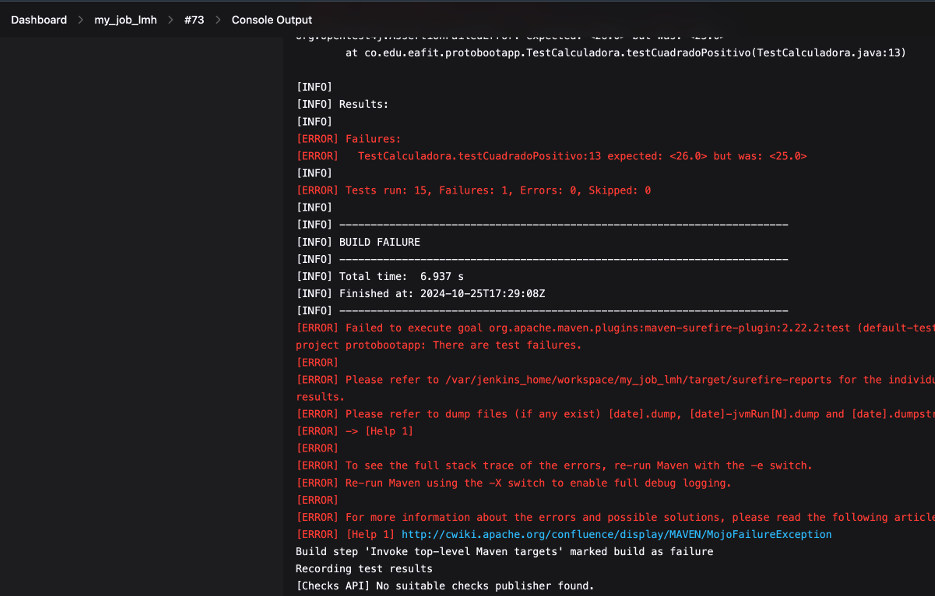 Dashboard > my_job_lmh > #73 > Console Output
org.opentest4j.AssertionFailedError: expected: <26.0> but was: <25.0>
at co.edu.eafit.protobootapp.TestCalculadora.testCuadradoPositivo(TestCalculadora.java:13)
[INFO]
[INFO] Results:
[INFO]
[ERROR] Failures:
[ERROR]   TestCalculadora.testCuadradoPositivo:13 expected: <26.0> but was: <25.0>
[INFO]
[ERROR] Tests run: 15, Failures: 1, Errors: 0, Skipped: 0
[INFO]
[INFO] ------------------------------------------------------------------------
[INFO] BUILD FAILURE
[INFO] ------------------------------------------------------------------------
[INFO] Total time:  6.937 s
[INFO] Finished at: 2024-10-25T17:29:08Z
[INFO] ------------------------------------------------------------------------
[ERROR] Failed to execute goal org.apache.maven.plugins:maven-surefire-plugin:2.22.2:test (default-test
project protobootapp: There are test failures.
[ERROR]
[ERROR] Please refer to /var/jenkins_home/workspace/my_job_lmh/target/surefire-reports for the individu
results.
[ERROR] Please refer to dump files (if any exist) [date].dump, [date]-jvmRun[N].dump and [date].dumpstr
[ERROR] -> [Help 1]
[ERROR]
[ERROR] To see the full stack trace of the errors, re-run Maven with the -e switch.
[ERROR] Re-run Maven using the -X switch to enable full debug logging.
[ERROR]
[ERROR] For more information about the errors and possible solutions, please read the following article
[ERROR] [Help 1] http://cwiki.apache.org/confluence/display/MAVEN/MojoFailureException
Build step 'Invoke top-level Maven targets' marked build as failure
Recording test results
[Checks API] No suitable checks publisher found.